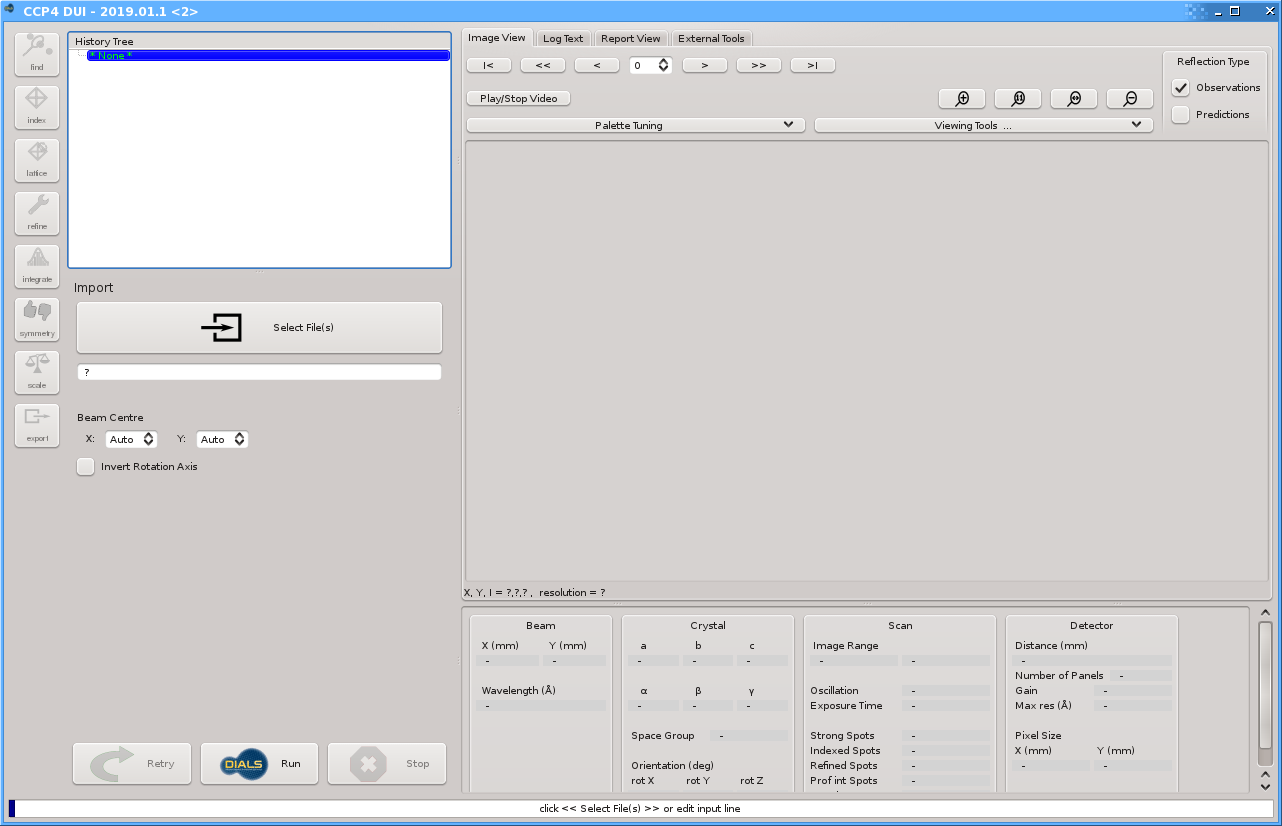 CCP4 DUI - 2019.01.1 <2>
find
index
lattice
refine
integrate
symmetry
scale
export
History Tree
* None *
Import
Select File(s)
?
Beam Centre
X: Auto Y: Auto
Invert Rotation Axis
Retry
DIALS Run
Stop
Image View Log Text Report View External Tools
I< << < 0 > >> >I
Play/Stop Video
Palette Tuning Viewing Tools ...
Reflection Type
Observations
Predictions
X, Y, I = ?,?,? , resolution = ?
Beam
X (mm) Y (mm)
- -
Wavelength (Å)
-
Crystal
a b c
- - -
α β γ
- - -
Space Group -
Orientation (deg)
rot X rot Y rot Z
Scan
Image Range
- -
Oscillation -
Exposure Time -
Strong Spots -
Indexed Spots -
Refined Spots -
Prof int Spots -
Detector
Distance (mm)
-
Number of Panels -
Gain -
Max res (Å) -
Pixel Size
X (mm) Y (mm)
- -
click << Select File(s) >> or edit input line